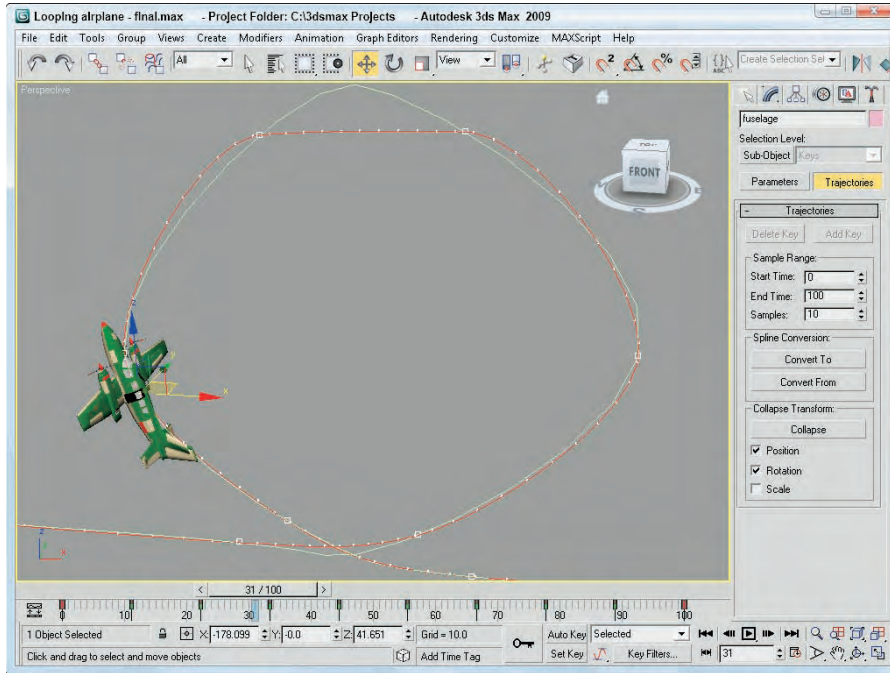 Looping airplane - final.max - Project Folder: C:\3dsmax Projects - Autodesk 3ds Max 2009
File Edit Tools Group Views Create Modifiers Animation Graph Editors Rendering Customize MAXScript Help
All View Create Selection Set
Perspective
FRONT
fuselage
Selection Level:
Sub-Object Keys
Parameters Trajectories
- Trajectories
Delete Key Add Key
Sample Range:
Start Time: 0
End Time: 100
Samples: 10
Spline Conversion:
Convert To
Convert From
Collapse Transform:
Collapse
Position
Rotation
Scale
z
y
x
z
x
< 31 / 100 >
0 10 20 30 40 50 60 70 80 90 100
1 Object Selected X: -178.099 Y: -0.0 Z: 41.651 Grid = 10.0 Auto Key Selected
Click and drag to select and move objects Add Time Tag Set Key Key Filters... 31